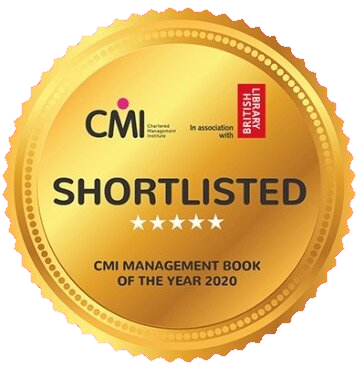 CMI
Chartered
Management
Institute
In association
with
BRITISH
LIBRARY
SHORTLISTED
CMI MANAGEMENT BOOK
OF THE YEAR 2020